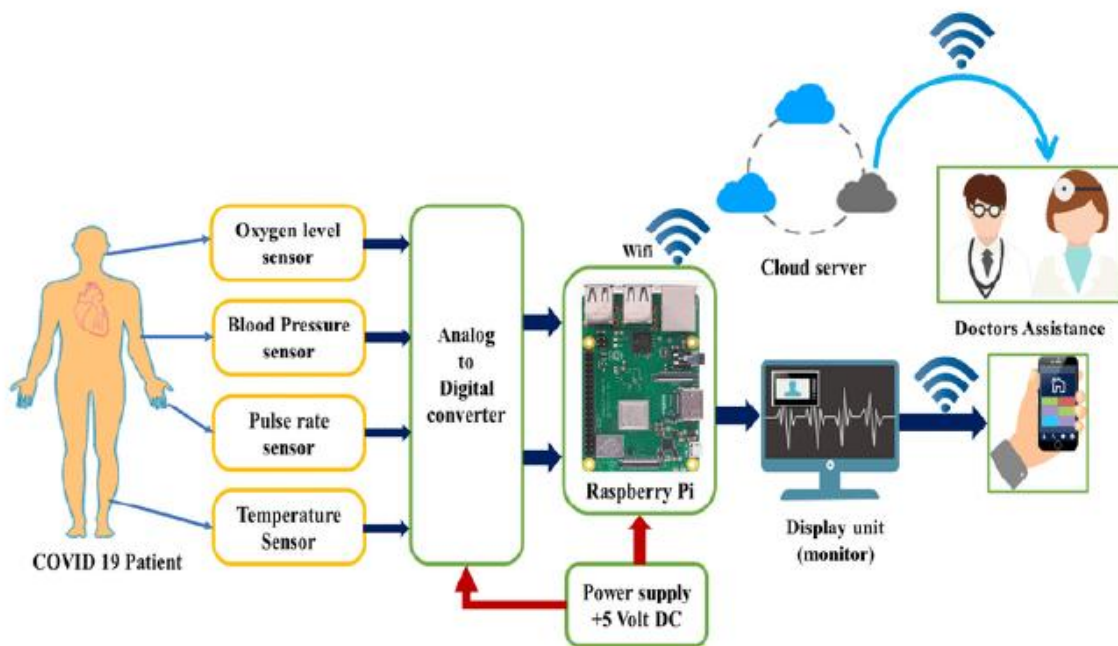 Oxygen level
sensor
Blood Pressure
sensor
Pulse rate
sensor
Temperature
Sensor
COVID 19 Patient
Analog
to
Digital
converter
Wifi
Raspberry Pi
Power supply
+5 Volt DC
Cloud server
Doctors Assistance
Display unit
(monitor)